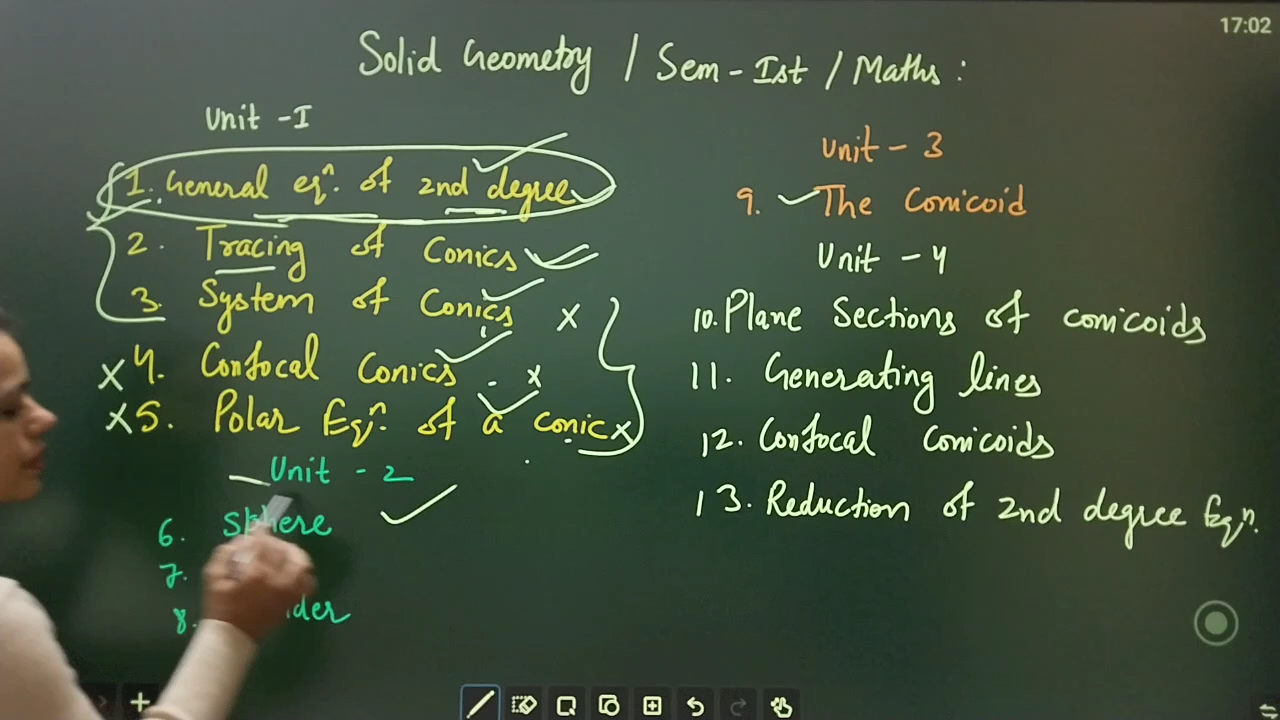 17:02
Solid Geometry / Sem - Ist / Maths :
Unit - I
1. General eqn. of 2nd degree
2. Tracing of Conics
3. System of Conics x
x 4. Confocal Conics x
x 5. Polar Eqn. of a conic x
Unit - 2
6. Sphere
7.
8.
Unit - 3
9. The Conicoid
Unit - 4
10. Plane Sections of conicoids
11. Generating lines
12. Confocal Conicoids
13. Reduction of 2nd degree Eqn.